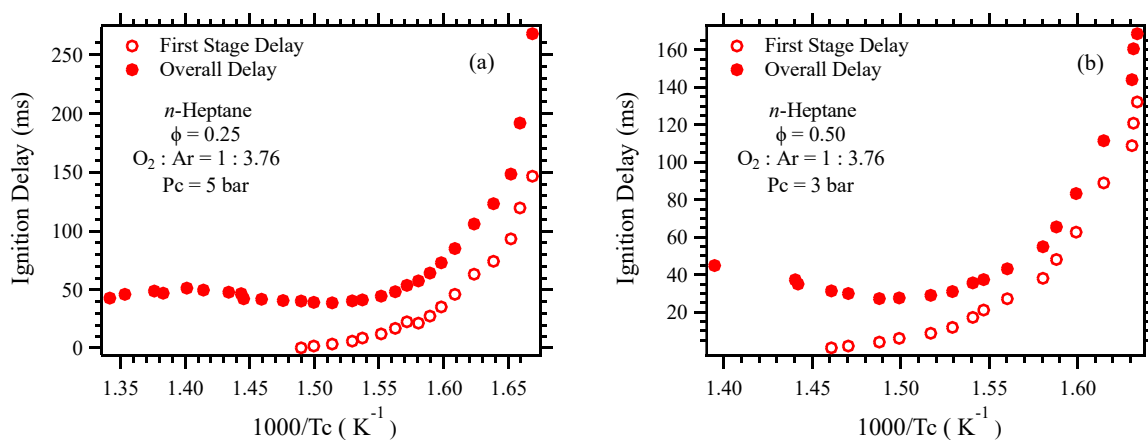 First Stage Delay
Overall Delay
(a)
n-Heptane
ϕ = 0.25
O₂ : Ar = 1 : 3.76
Pc = 5 bar
Ignition Delay (ms)
250
200
150
100
50
0
1.35 1.40 1.45 1.50 1.55 1.60 1.65
1000/Tc ( K⁻¹ )
First Stage Delay
Overall Delay
(b)
n-Heptane
ϕ = 0.50
O₂ : Ar = 1 : 3.76
Pc = 3 bar
Ignition Delay (ms)
160
140
120
100
80
60
40
20
1.40 1.45 1.50 1.55 1.60
1000/Tc ( K⁻¹ )